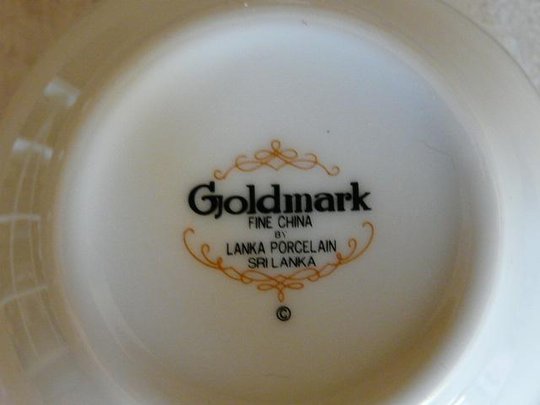 Goldmark
FINE CHINA
BY
LANKA PORCELAIN
SRI LANKA
©